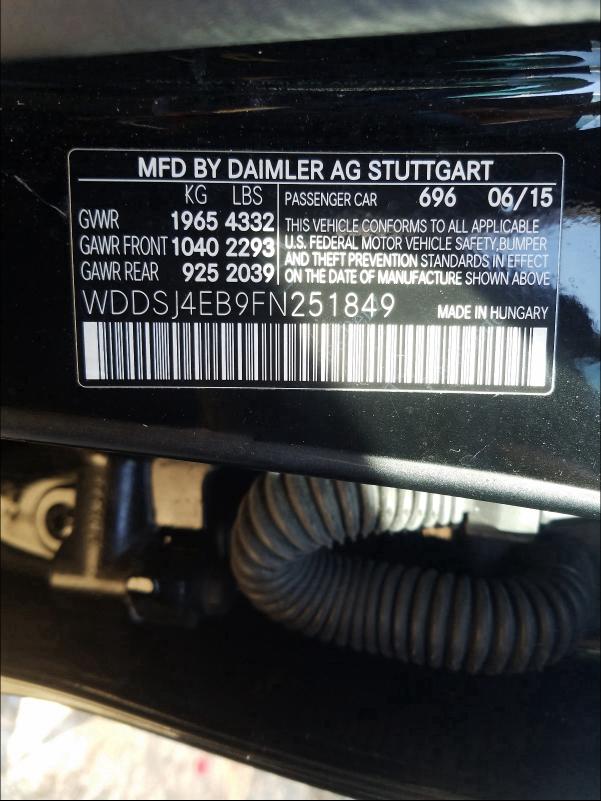 MFD BY DAIMLER AG STUTTGART
KG LBS
GVWR 1965 4332
GAWR FRONT 1040 2293
GAWR REAR 925 2039
PASSENGER CAR 696 06/15
THIS VEHICLE CONFORMS TO ALL APPLICABLE
U.S. FEDERAL MOTOR VEHICLE SAFETY, BUMPER
AND THEFT PREVENTION STANDARDS IN EFFECT
ON THE DATE OF MANUFACTURE SHOWN ABOVE
WDDSJ4EB9FN251849 MADE IN HUNGARY